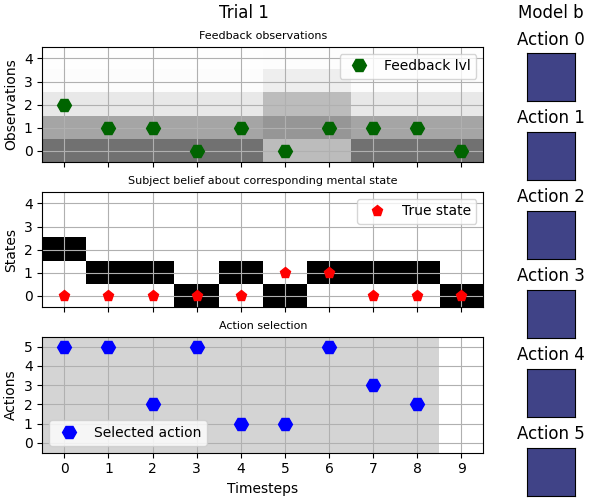 Trial 1
Model b
Feedback observations
Action 0
4
3
2
1
0
Observations
Feedback lvl
Action 1
Subject belief about corresponding mental state
4
3
2
1
0
States
True state
Action 2
Action 3
Action selection
5
4
3
2
1
0
Actions
Selected action
Action 4
Action 5
0 1 2 3 4 5 6 7 8 9
Timesteps